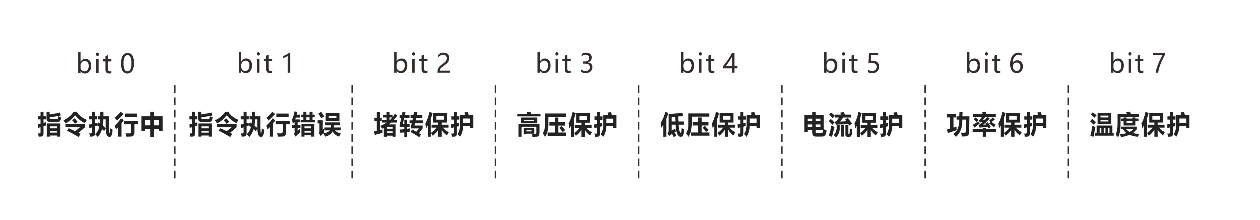 bit 0 bit 1 bit 2 bit 3 bit 4 bit 5 bit 6 bit 7
指令执行中 指令执行错误 堵转保护 高压保护 低压保护 电流保护 功率保护 温度保护